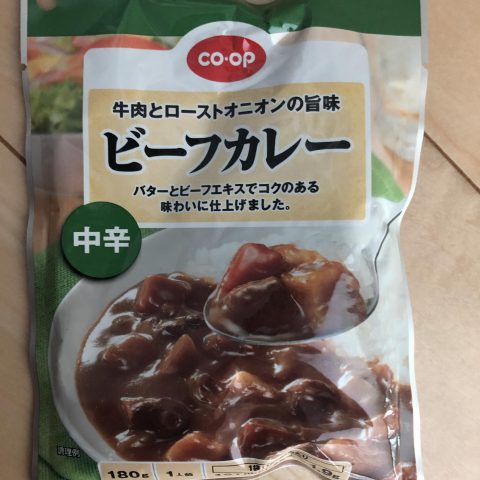 CO·OP
牛肉とローストオニオンの旨味
ビーフカレー
バターとビーフエキスでコクのある
味わいに仕上げました。
中辛
調理例
180g 1人前